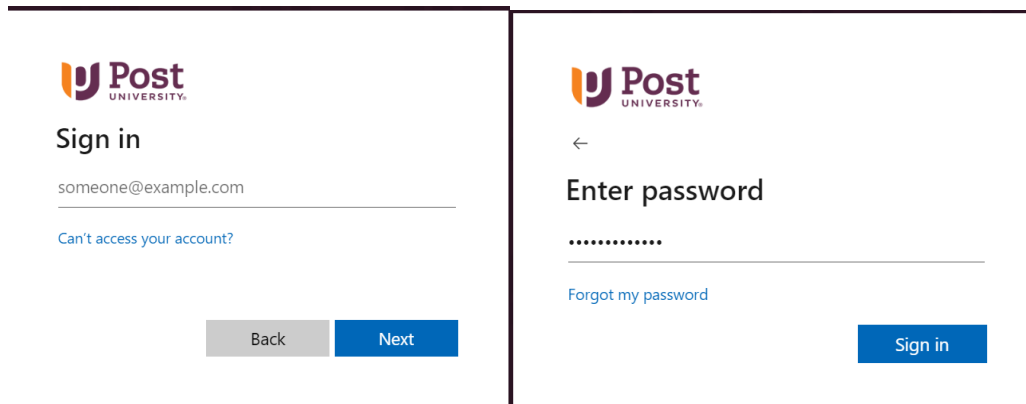 Post
UNIVERSITY.
Sign in
someone@example.com
Can't access your account?
Back
Next
Post
UNIVERSITY.
←
Enter password
•••••••••••••
Forgot my password
Sign in